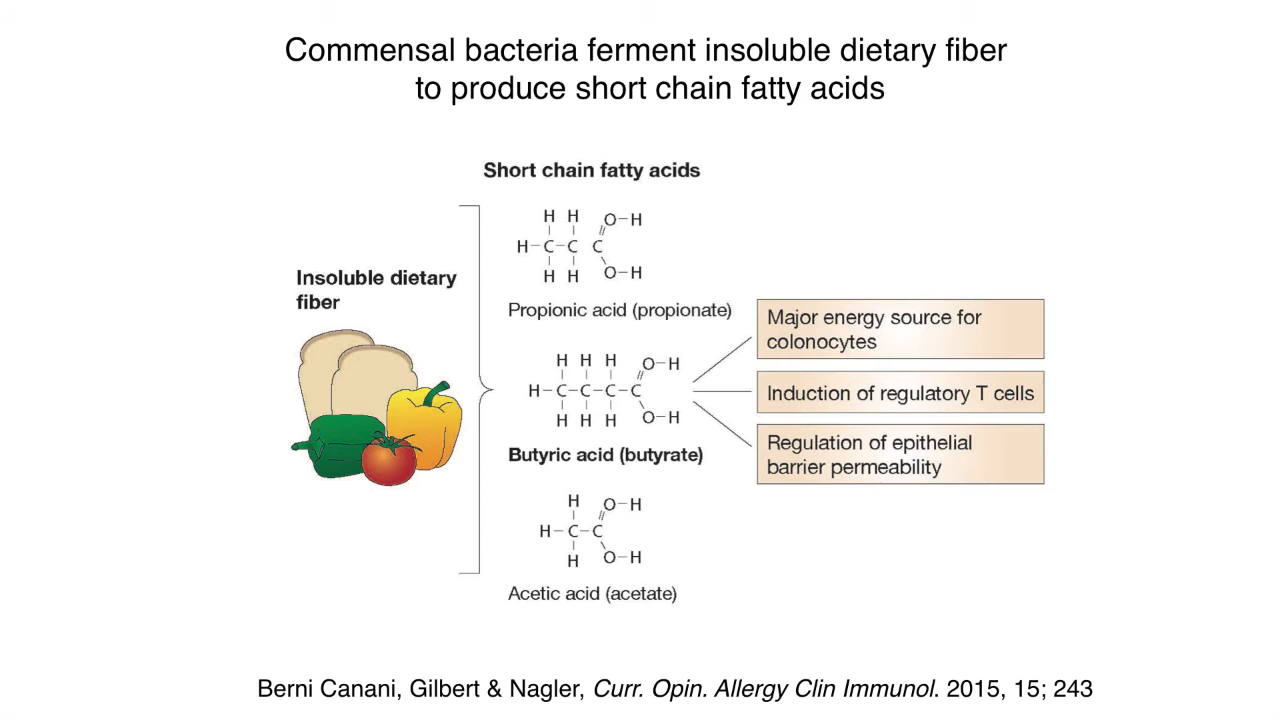 Commensal bacteria ferment insoluble dietary fiber
to produce short chain fatty acids
Short chain fatty acids
Insoluble dietary
fiber
H H O-H
H-C-C C
H H O-H
Propionic acid (propionate)
H H H O-H
H-C-C-C-C
H H H O-H
Butyric acid (butyrate)
H O-H
H-C-C
H O-H
Acetic acid (acetate)
Major energy source for
colonocytes
Induction of regulatory T cells
Regulation of epithelial
barrier permeability
Berni Canani, Gilbert & Nagler, Curr. Opin. Allergy Clin Immunol. 2015, 15; 243